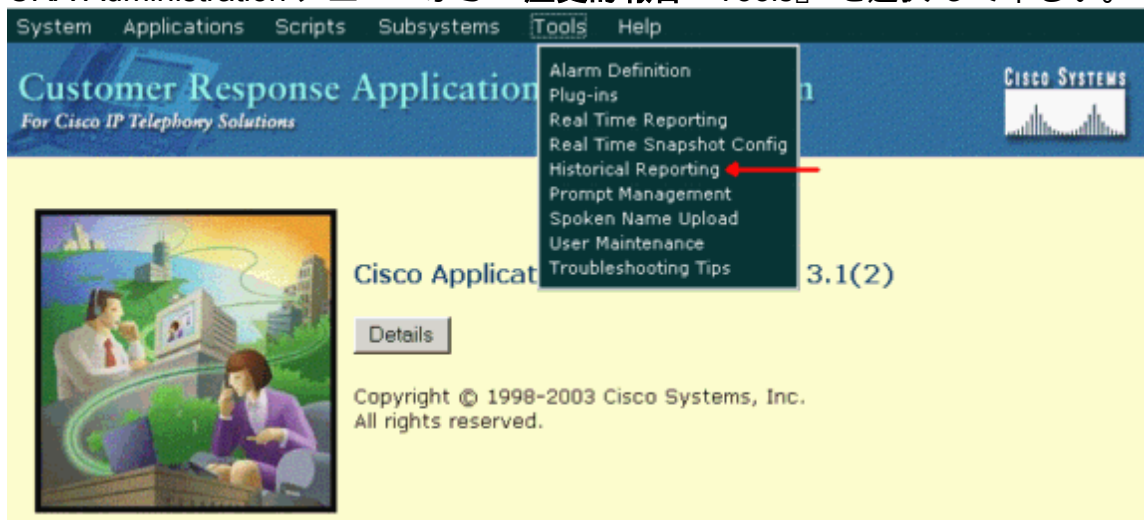 System Applications Scripts Subsystems Tools Help
Alarm Definition
Plug-ins
Real Time Reporting
Real Time Snapshot Config
Historical Reporting
Prompt Management
Spoken Name Upload
User Maintenance
Troubleshooting Tips
Customer Response Application
For Cisco IP Telephony Solutions
CISCO SYSTEMS
Cisco Applicat 3.1(2)
Details
Copyright © 1998-2003 Cisco Systems, Inc.
All rights reserved.